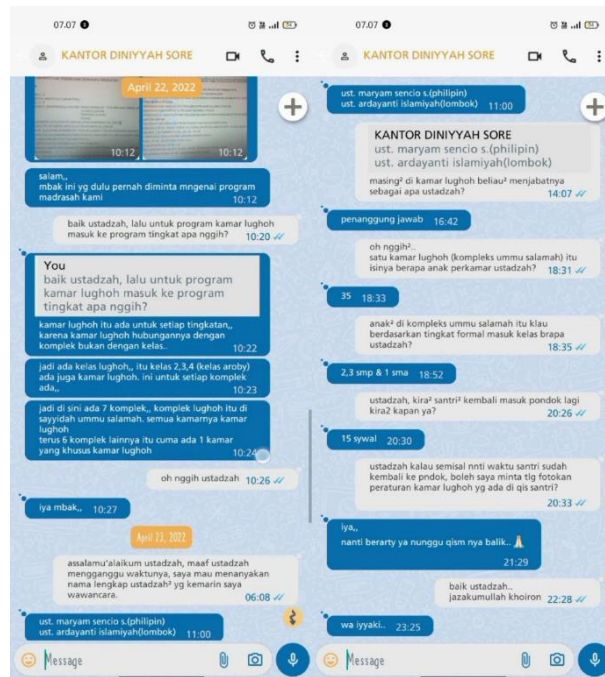 07.07
54
KANTOR DINIYYAH SORE
April 22, 2022
10:12
10:12
salam,,
mbak ini yg dulu pernah diminta mngenai program
madrasah kami
10:12
baik ustadzah, lalu untuk program kamar lughoh
masuk ke program tingkat apa nggih?
10:20
You
baik ustadzah, lalu untuk program
kamar lughoh masuk ke program
tingkat apa nggih?
kamar lughoh itu ada untuk setiap tingkatan,,
karena kamar lughoh hubungannya dengan
komplek bukan dengan kelas..
10:22
jadi ada kelas lughoh,, itu kelas 2,3,4 (kelas aroby)
ada juga kamar lughoh. ini untuk setiap komplek
ada,,
10:23
jadi di sini ada 7 komplek,, komplek lughoh itu di
sayyidah ummu salamah. semua kamarnya kamar
lughoh
terus 6 komplek lainnya itu cuma ada 1 kamar
yang khusus kamar lughoh
10:24
oh nggih ustadzah 10:26
iya mbak,, 10:27
April 23, 2022
assalamu'alaikum ustadzah, maaf ustadzah
mengganggu waktunya, saya mau menanyakan
nama lengkap ustadzah² yg kemarin saya
wawancara.
06:08
ust. maryam sencio s.(philipin)
ust. ardayanti islamiyah(lombok) 11:00
Message
07.07
54
KANTOR DINIYYAH SORE
ust. maryam sencio s.(philipin)
ust. ardayanti islamiyah(lombok) 11:00
KANTOR DINIYYAH SORE
ust. maryam sencio s.(philipin)
ust. ardayanti islamiyah(lombok)
masing² di kamar lughoh beliau² menjabatnya
sebagai apa ustadzah?
14:07
penanggung jawab 16:42
oh nggih²..
satu kamar lughoh (kompleks ummu salamah) itu
isinya berapa anak perkamar ustadzah? 18:31
35 18:33
anak² di kompleks ummu salamah itu klau
berdasarkan tingkat formal masuk kelas brapa
ustadzah?
18:35
2,3 smp & 1 sma 18:52
ustadzah, kira² santri² kembali masuk pondok lagi
kira2 kapan ya?
20:26
15 sywal 20:30
ustadzah kalau semisal nnti waktu santri sudah
kembali ke pndok, boleh saya minta tlg fotokan
peraturan kamar lughoh yg ada di qis santri?
20:33
iya,,
nanti berarty ya nunggu qism nya balik..
21:29
baik ustadzah..
jazakumullah khoiron 22:28
wa iyyaki.. 23:25
Message